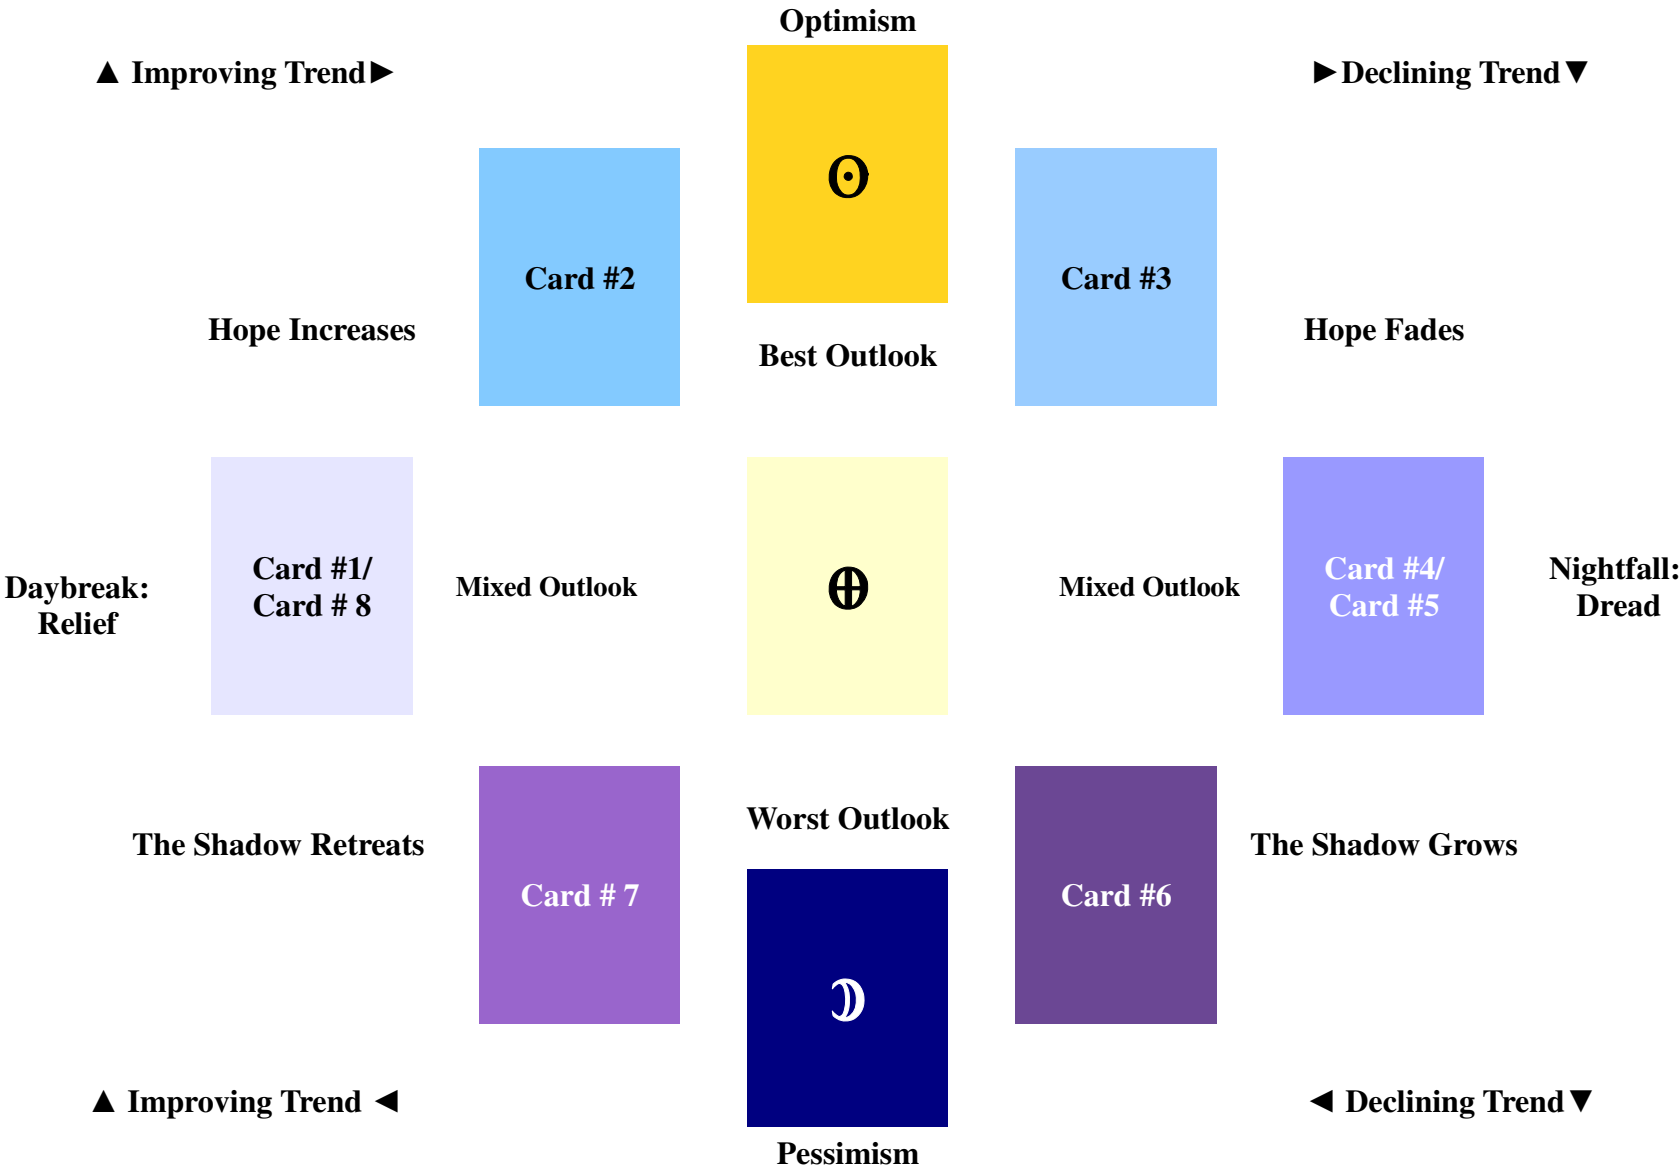 Optimism
▲ Improving Trend►
►Declining Trend▼
☉
Card #2
Card #3
Hope Increases
Best Outlook
Hope Fades
Daybreak:
Relief
Card #1/
Card # 8
Mixed Outlook
🜨
Mixed Outlook
Card #4/
Card #5
Nightfall:
Dread
The Shadow Retreats
Worst Outlook
The Shadow Grows
Card # 7
Card #6
☽
▲ Improving Trend ◄
◄ Declining Trend▼
Pessimism